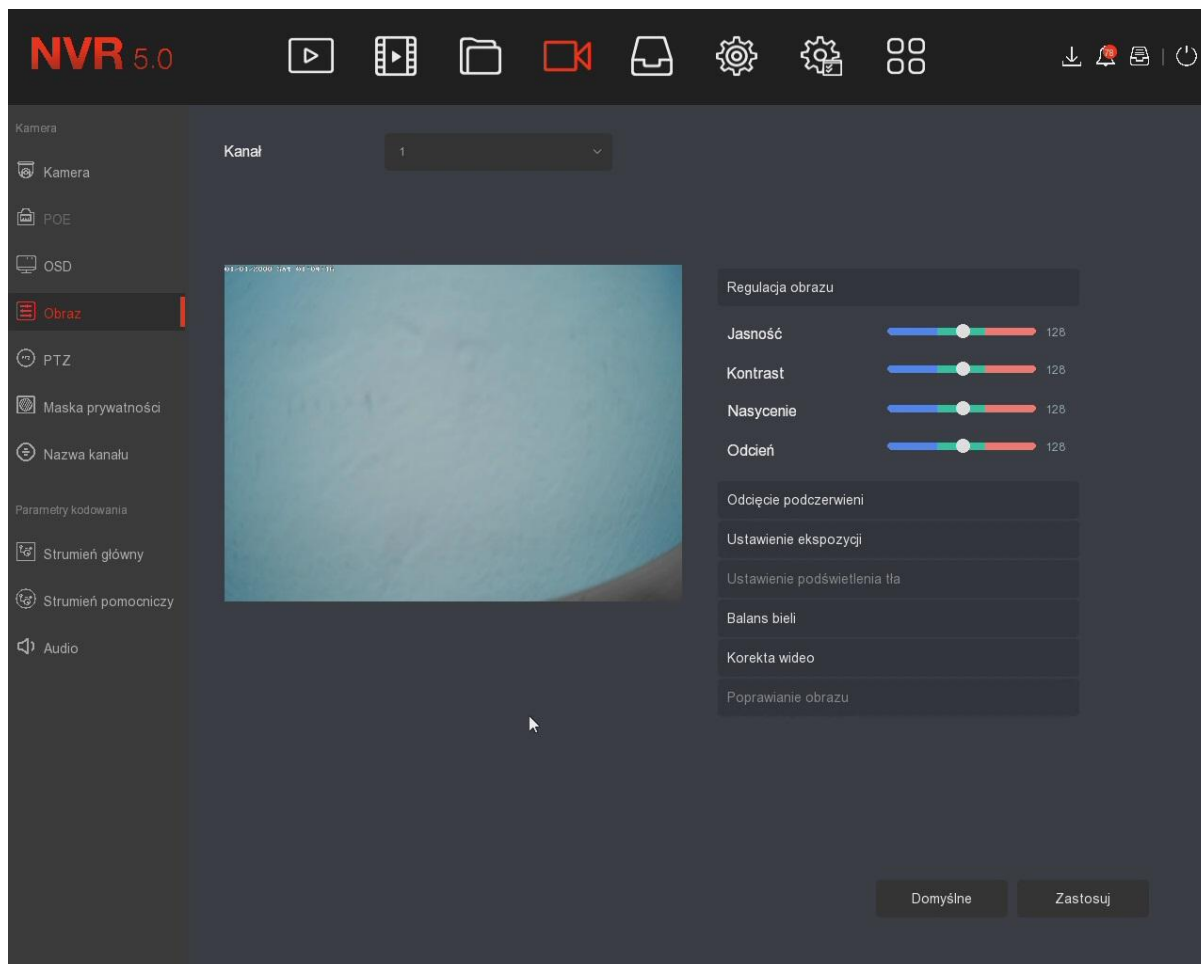 NVR 5.0
78
Kamera
Kamera
POE
OSD
Obraz
PTZ
Maska prywatności
Nazwa kanału
Parametry kodowania
Strumień główny
Strumień pomocniczy
Audio
Kanał 1
Regulacja obrazu
Jasność 128
Kontrast 128
Nasycenie 128
Odcień 128
Odcięcie podczerwieni
Ustawienie ekspozycji
Ustawienie podświetlenia tła
Balans bieli
Korekta wideo
Poprawianie obrazu
Domyślne Zastosuj